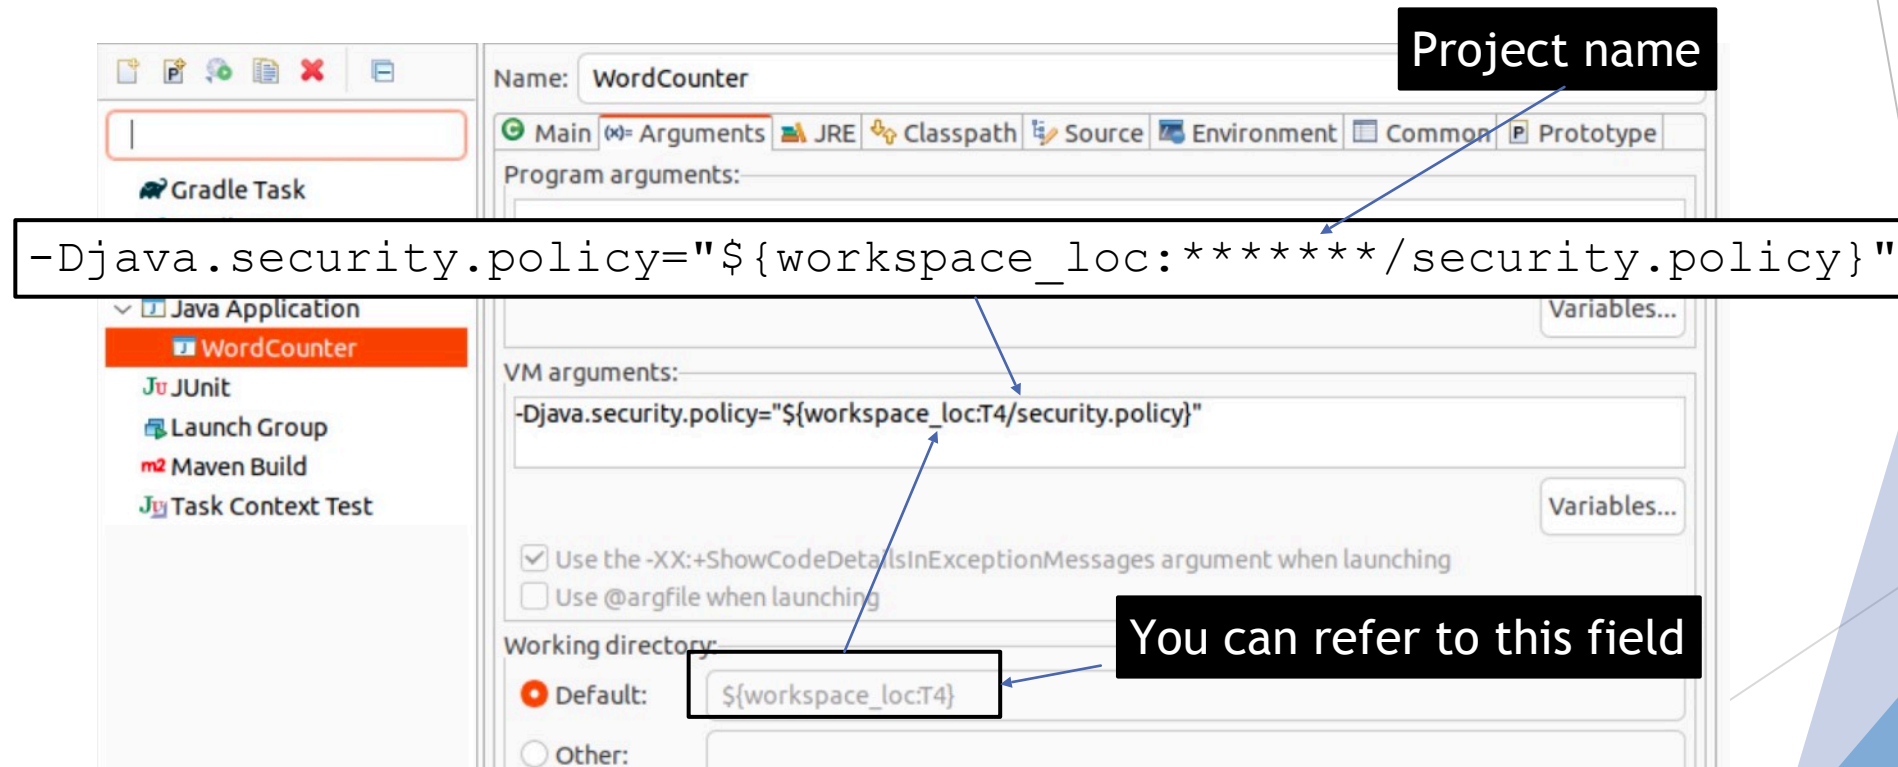 Project name
Name: WordCounter
Main (x)= Arguments JRE Classpath Source Environment Common P Prototype
Program arguments:
Gradle Task
-Djava.security.policy="${workspace_loc:*******/security.policy}"
Java Application
Variables...
WordCounter
VM arguments:
JU JUnit
-Djava.security.policy="${workspace_loc:T4/security.policy}"
Launch Group
m2 Maven Build
Variables...
JU Task Context Test
Use the -XX:+ShowCodeDetailsInExceptionMessages argument when launching
Use @argfile when launching
You can refer to this field
Working directory:
Default: ${workspace_loc:T4}
Other: